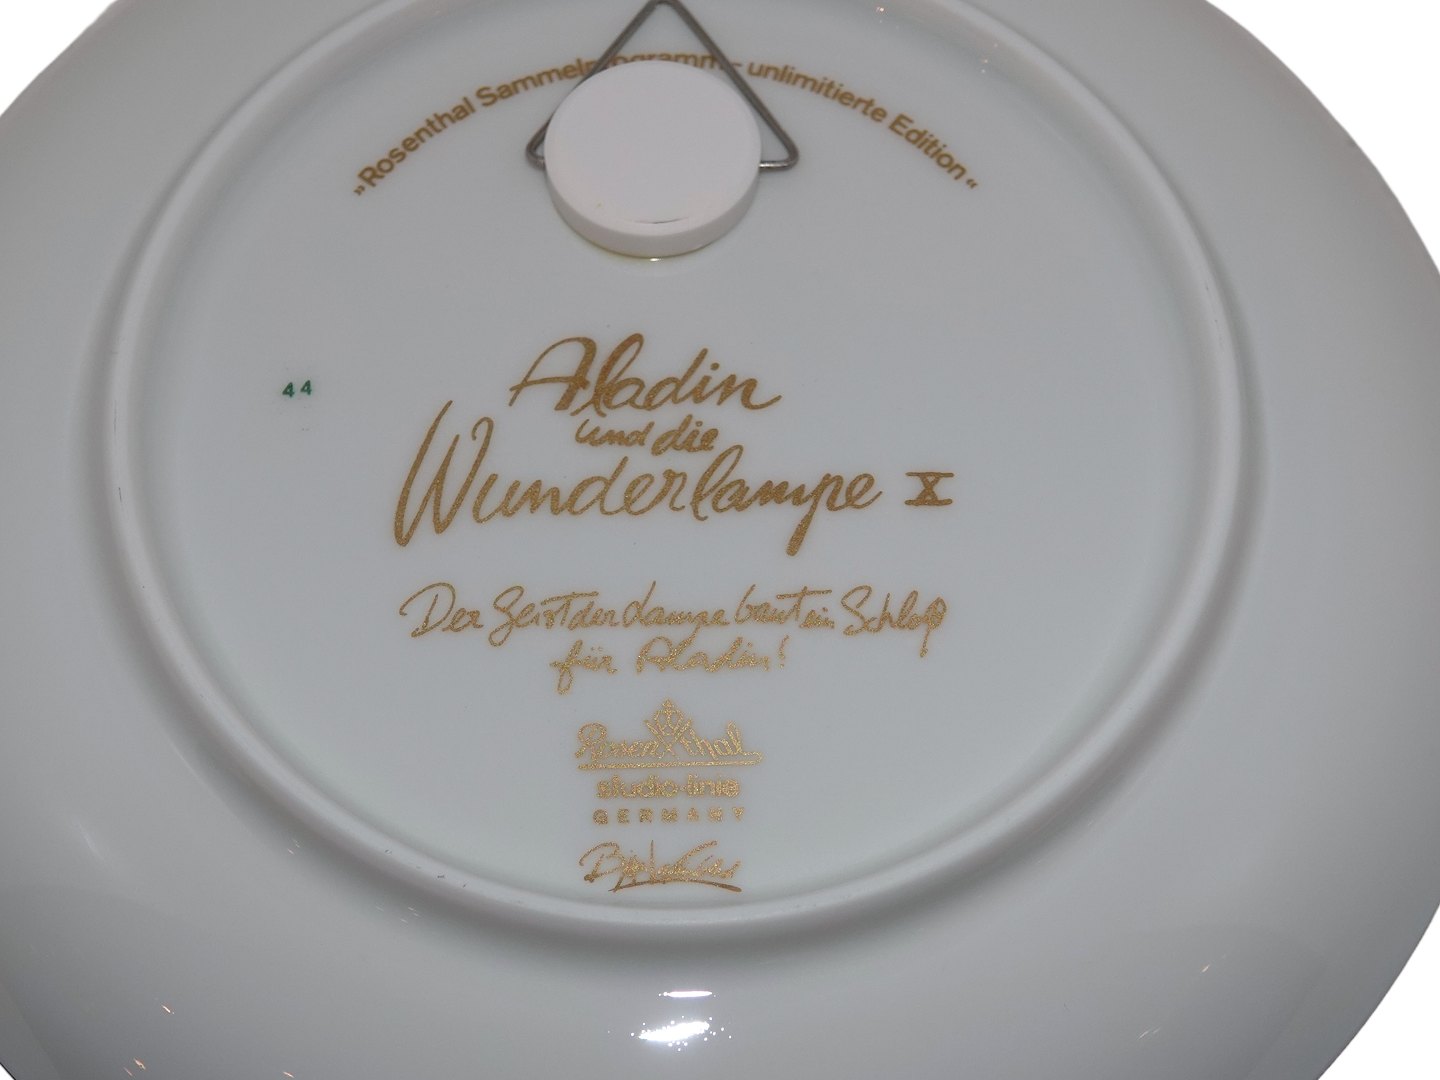 „Rosenthal Sammelprogramm – unlimitierte Edition“
44
Aladin
und die
Wunderlampe X
Der Geist der Lampe baut ein Schloß
für Aladin!
Rosenthal
studio-linie
GERMANY